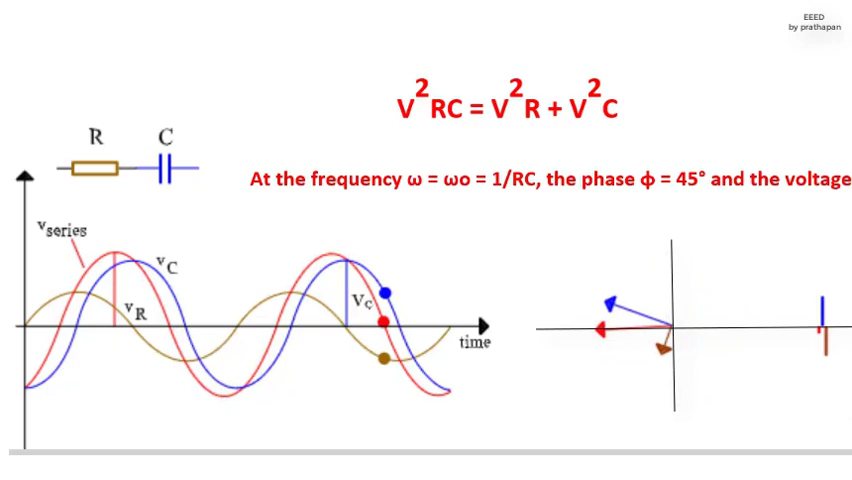 EEED
by prathapan
V²RC = V²R + V²C
R C
At the frequency ω = ωo = 1/RC, the phase ϕ = 45° and the voltage
vseries
vC
vR
VC
time